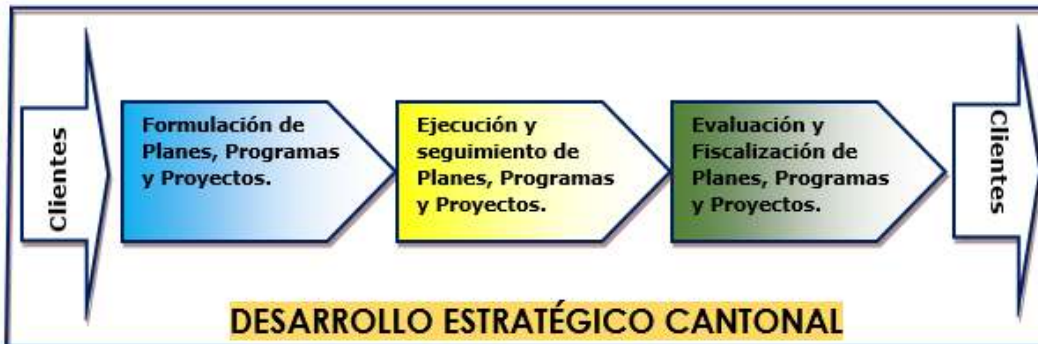 Clientes
Formulación de
Planes, Programas
y Proyectos.
Ejecución y
seguimiento de
Planes, Programas
y Proyectos.
Evaluación y
Fiscalización de
Planes, Programas
y Proyectos.
Clientes
DESARROLLO ESTRATÉGICO CANTONAL